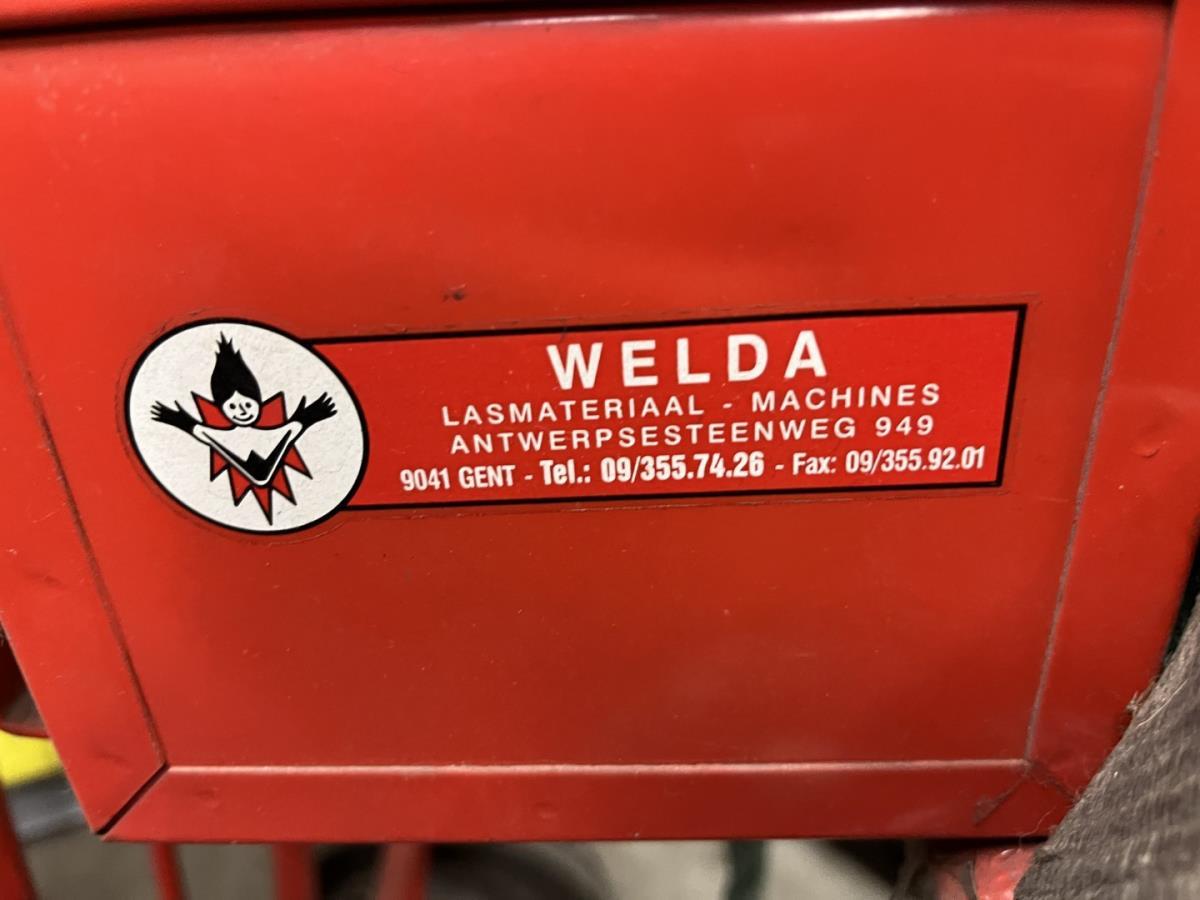 WELDA
LASMATERIAAL - MACHINES
ANTWERPSESTEENWEG 949
9041 GENT - Tel.: 09/355.74.26 - Fax: 09/355.92.01